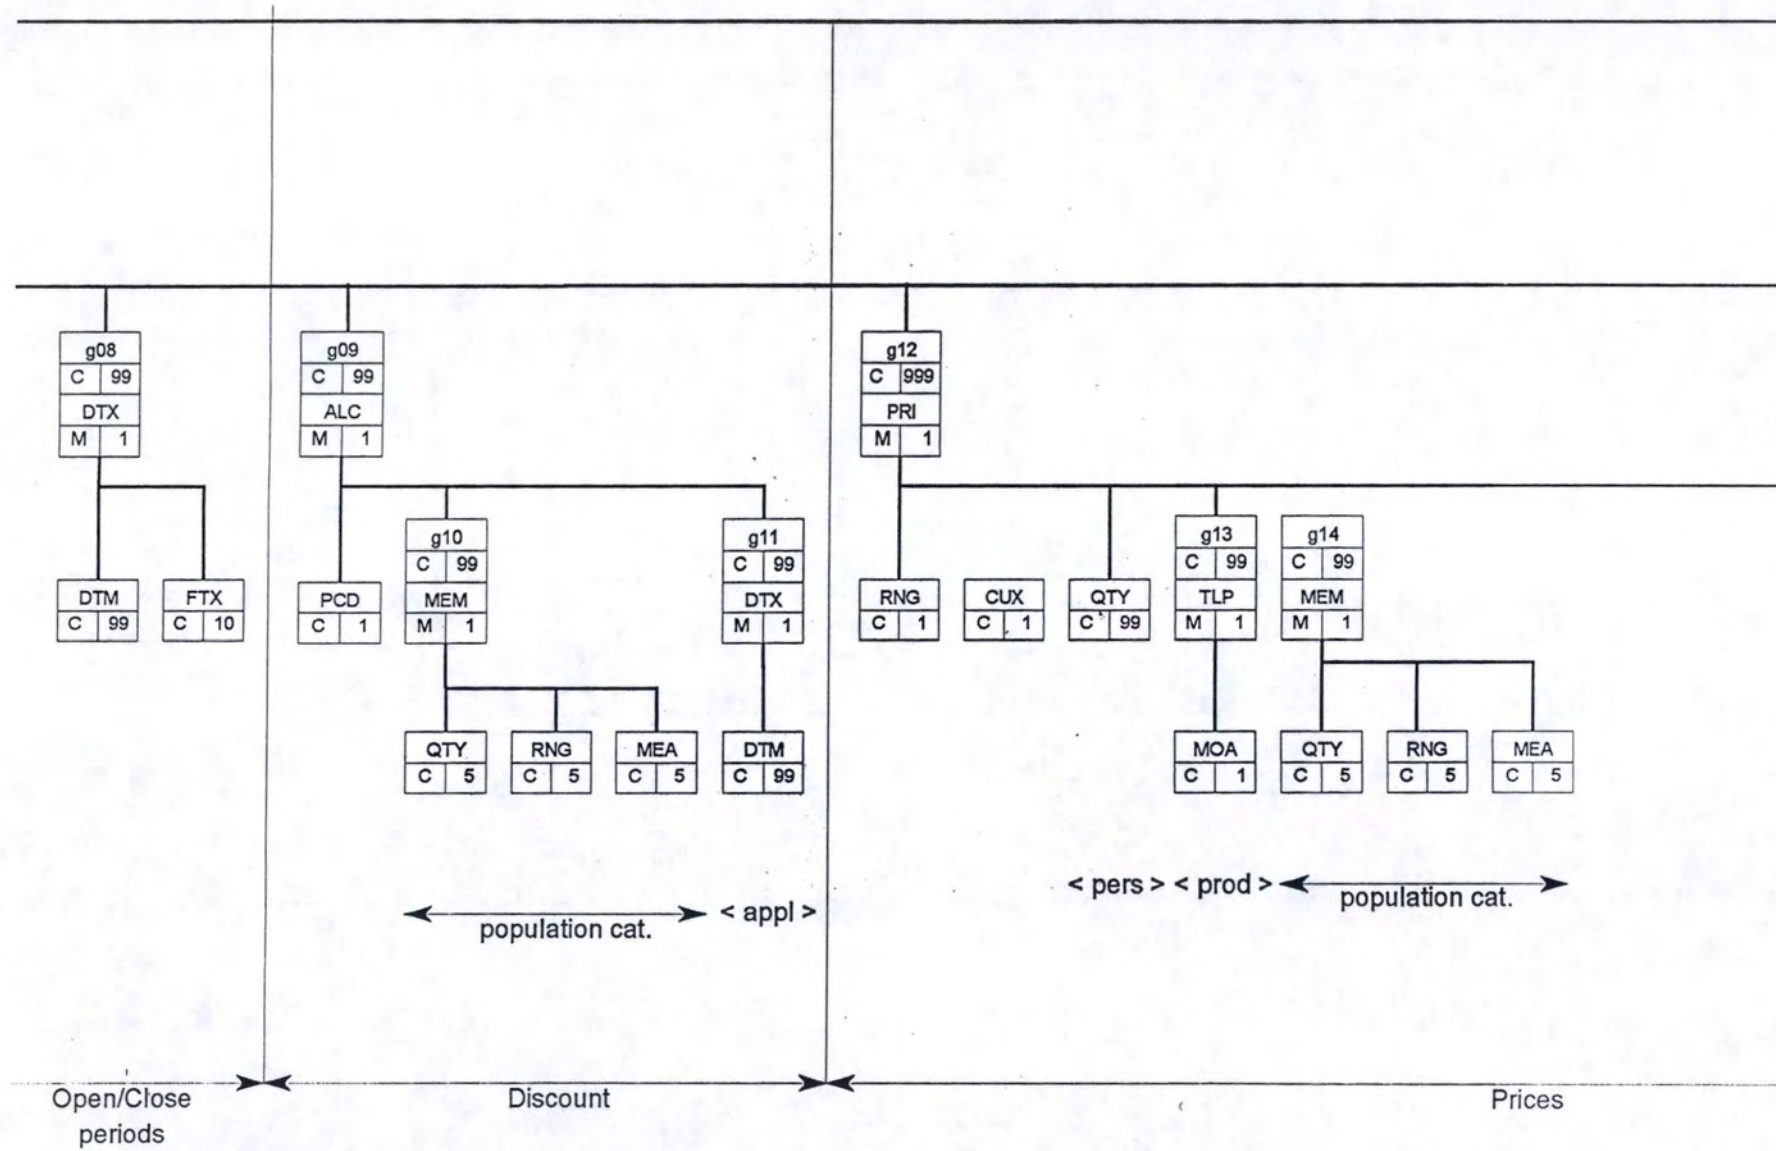 g08
C 99
DTX
M 1
g09
C 99
ALC
M 1
g12
C 999
PRI
M 1
DTM
C 99
FTX
C 10
PCD
C 1
g10
C 99
MEM
M 1
g11
C 99
DTX
M 1
RNG
C 1
CUX
C 1
QTY
C 99
g13
C 99
TLP
M 1
g14
C 99
MEM
M 1
QTY
C 5
RNG
C 5
MEA
C 5
DTM
C 99
MOA
C 1
QTY
C 5
RNG
C 5
MEA
C 5
< pers > < prod >
population cat.
< appl >
population cat.
Open/Close
periods
Discount
Prices